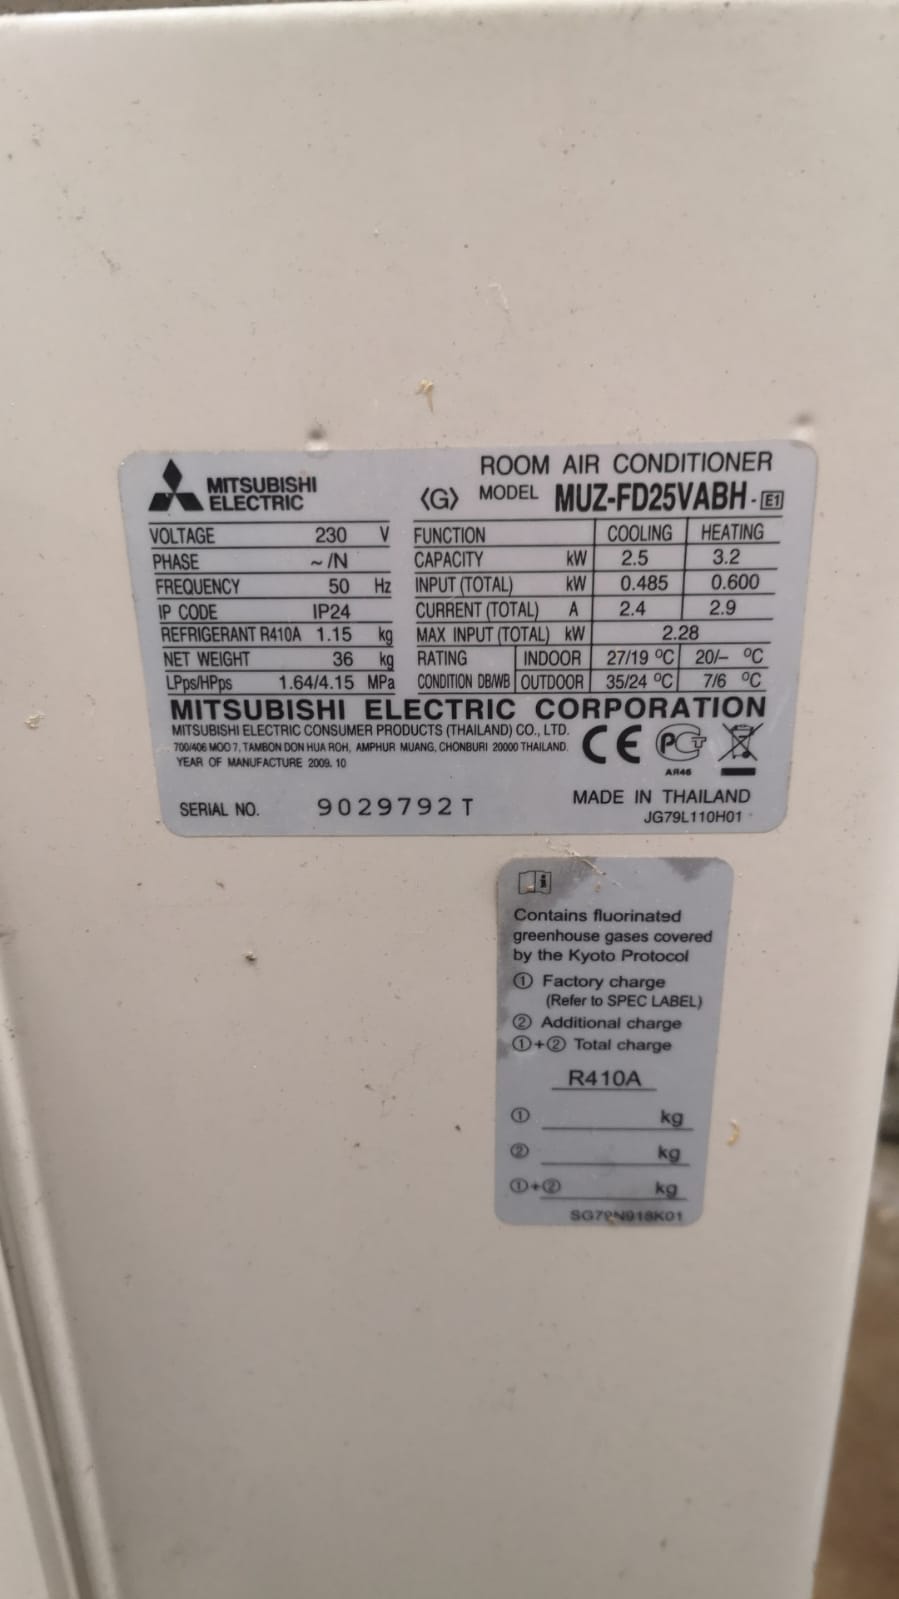 MITSUBISHI
ELECTRIC
ROOM AIR CONDITIONER
〈G〉 MODEL MUZ-FD25VABH - E1
VOLTAGE 230 V
PHASE ~ /N
FREQUENCY 50 Hz
IP CODE IP24
REFRIGERANT R410A 1.15 kg
NET WEIGHT 36 kg
LPps/HPps 1.64/4.15 MPa
FUNCTION COOLING HEATING
CAPACITY kW 2.5 3.2
INPUT (TOTAL) kW 0.485 0.600
CURRENT (TOTAL) A 2.4 2.9
MAX INPUT (TOTAL) kW 2.28
RATING INDOOR 27/19 ºC 20/– ºC
CONDITION DB/WB OUTDOOR 35/24 ºC 7/6 ºC
MITSUBISHI ELECTRIC CORPORATION
MITSUBISHI ELECTRIC CONSUMER PRODUCTS (THAILAND) CO., LTD.
700/406 MOO 7, TAMBON DON HUA ROH, AMPHUR MUANG, CHONBURI 20000 THAILAND.
YEAR OF MANUFACTURE 2009. 10
CE
АЯ46
SERIAL NO. 9029792T
MADE IN THAILAND
JG79L110H01
Contains fluorinated
greenhouse gases covered
by the Kyoto Protocol
① Factory charge
(Refer to SPEC LABEL)
② Additional charge
①+② Total charge
R410A
① kg
② kg
①+② kg
SG79N918K01